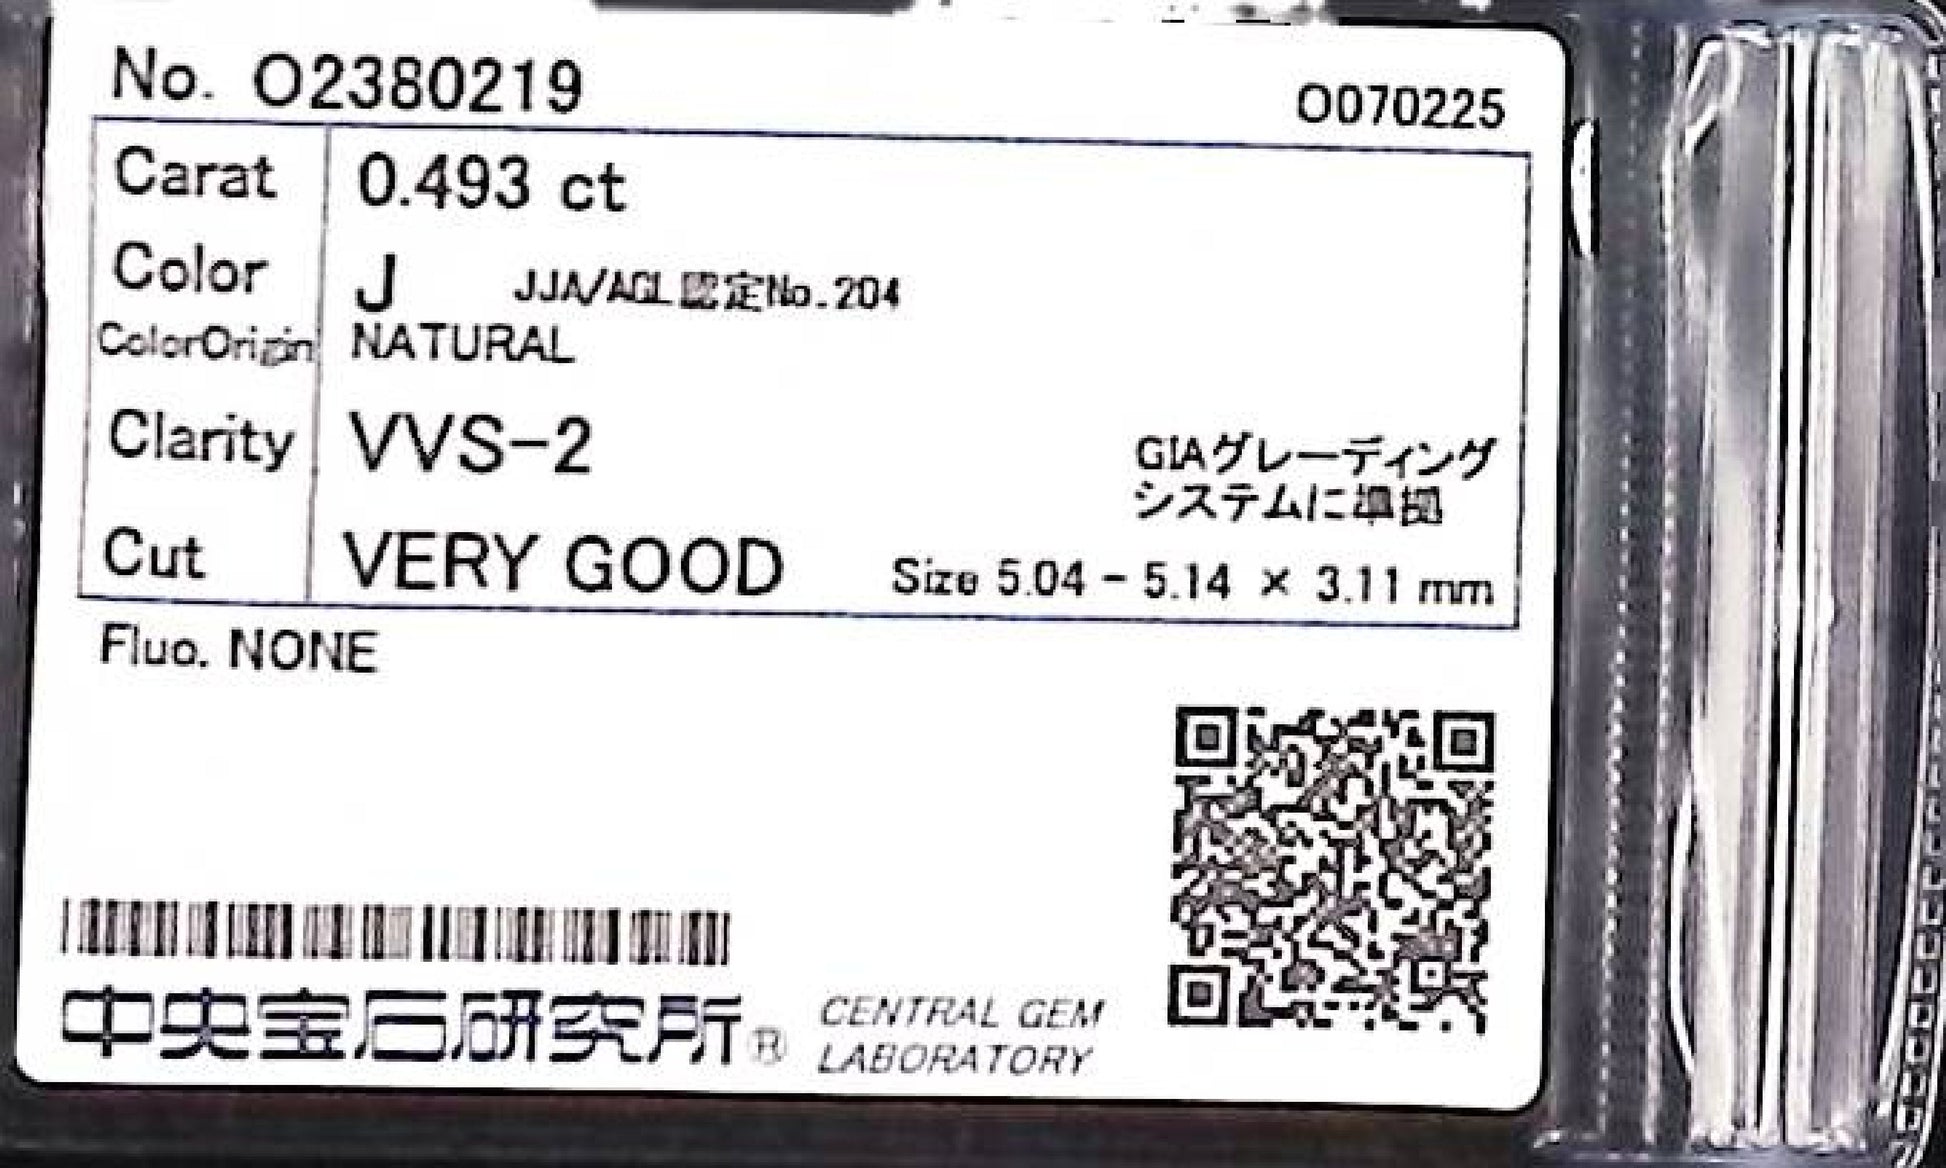 No. O2380219
O070225
Carat 0.493 ct
Color J JJA/AGL認定No.204
ColorOrigin NATURAL
Clarity VVS-2
GIAグレーディング
システムに準拠
Cut VERY GOOD Size 5.04 - 5.14 × 3.11 mm
Fluo. NONE
中央宝石研究所® CENTRAL GEM
LABORATORY